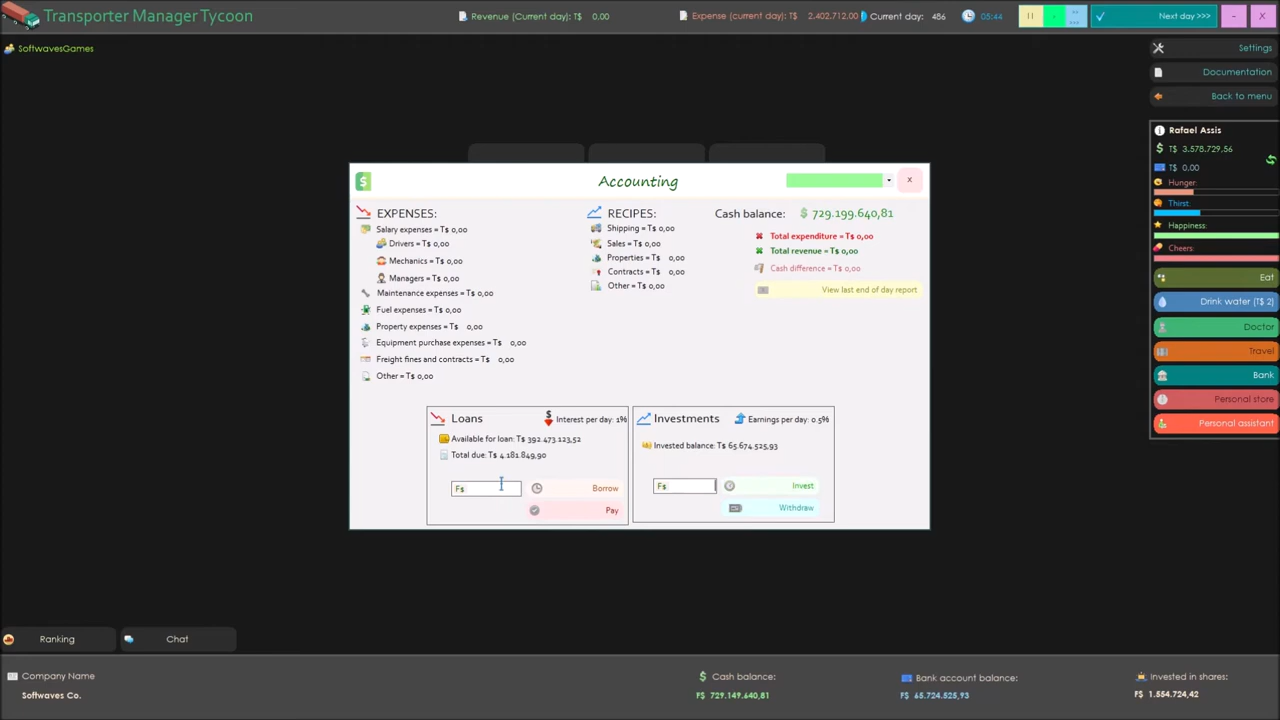 Transporter Manager Tycoon
Revenue (Current day): T$ 0,00
Expense (current day): T$ 2.402.712,00
Current day: 486
05:44
Next day >>>
-
X
SoftwavesGames
Settings
Documentation
Back to menu
Rafael Assis
T$ 3.578.729,56
T$ 0.00
Hunger:
Thirst:
Happiness:
Cheers:
Eat
Drink water (T$ 2)
Doctor
Travel
Bank
Personal store
Personal assistant
Accounting
x
EXPENSES:
Salary expenses = T$ 0,00
Drivers = T$ 0,00
Mechanics = T$ 0,00
Managers = T$ 0,00
Maintenance expenses = T$ 0,00
Fuel expenses = T$ 0,00
Property expenses = T$ 0,00
Equipment purchase expenses = T$ 0,00
Freight fines and contracts = T$ 0,00
Other = T$ 0,00
RECIPES:
Shipping = T$ 0,00
Sales = T$ 0,00
Properties = T$ 0,00
Contracts = T$ 0,00
Other = T$ 0,00
Cash balance: $ 729.199.640,81
Total expenditure = T$ 0,00
Total revenue = T$ 0,00
Cash difference = T$ 0,00
View last end of day report
Loans
Interest per day: 1%
Available for loan: T$ 392.473.123,52
Total due: T$ 4.181.849,90
F$
Borrow
Pay
Investments
Earnings per day: 0.5%
Invested balance: T$ 65.674.525,93
F$
Invest
Withdraw
Ranking
Chat
Company Name
Softwaves Co.
Cash balance:
F$ 729.149.640,81
Bank account balance:
F$ 65.724.525,93
Invested in shares:
F$ 1.554.724,42